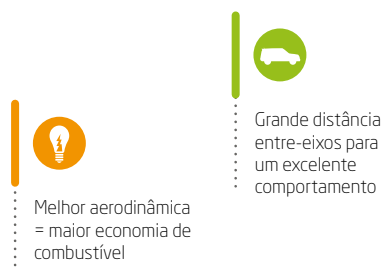 Grande distância
entre-eixos para
um excelente
comportamento
Melhor aerodinâmica
= maior economia de
combustível